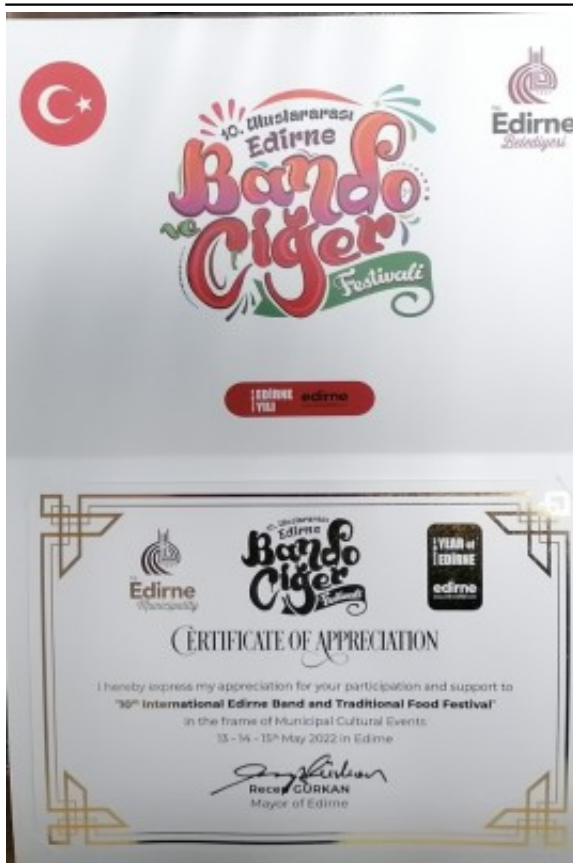 10. Uluslararası
Edirne
Bando
ve
Ciğer
Festivali
Edirne
Belediyesi
EDİRNE
YILI
edirne
Edirne
Municipality
10. Uluslararası
Edirne
Bando
Ciğer
Festivali
YEAR of
EDİRNE
edirne
CERTIFICATE OF APPRECIATION
I hereby express my appreciation for your participation and support to
"10th International Edirne Band and Traditional Food Festival"
in the frame of Municipal Cultural Events
13 - 14 - 15th May 2022 in Edirne
Recep GÜRKAN
Mayor of Edirne